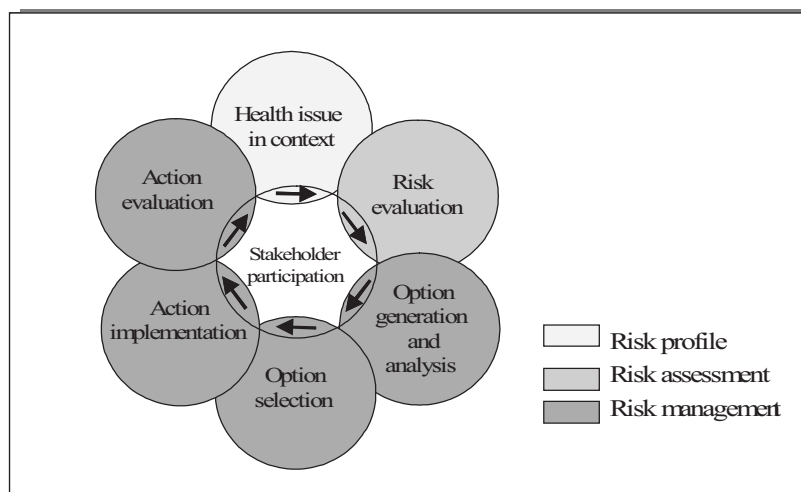 Health issue
in context
Risk
evaluation
Option
generation
and
analysis
Option
selection
Action
implementation
Action
evaluation
Stakeholder
participation
Risk profile
Risk assessment
Risk management